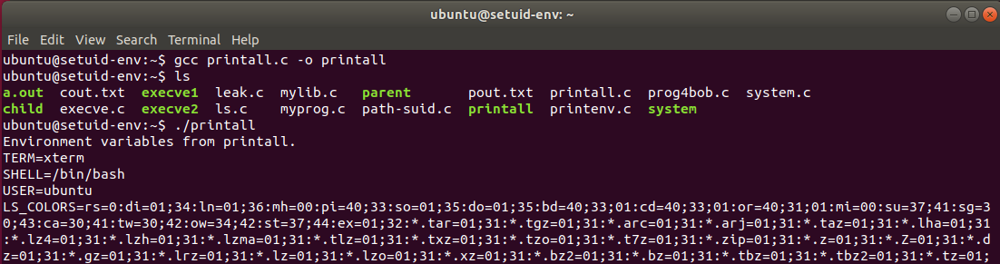 ubuntu@setuid-env: ~
File Edit View Search Terminal Help
ubuntu@setuid-env:~$ gcc printall.c -o printall
ubuntu@setuid-env:~$ ls
a.out cout.txt execve1 leak.c mylib.c parent pout.txt printall.c prog4bob.c system.c
child execve.c execve2 ls.c myprog.c path-suid.c printall printenv.c system
ubuntu@setuid-env:~$ ./printall
Environment variables from printall.
TERM=xterm
SHELL=/bin/bash
USER=ubuntu
LS_COLORS=rs=0:di=01;34:ln=01;36:mh=00:pi=40;33:so=01;35:do=01;35:bd=40;33;01:cd=40;33;01:or=40;31;01:mi=00:su=37;41:sg=3
0;43:ca=30;41:tw=30;42:ow=34;42:st=37;44:ex=01;32:*.tar=01;31:*.tgz=01;31:*.arc=01;31:*.arj=01;31:*.taz=01;31:*.lha=01;31
:*.lz4=01;31:*.lzh=01;31:*.lzma=01;31:*.tlz=01;31:*.txz=01;31:*.tzo=01;31:*.t7z=01;31:*.zip=01;31:*.z=01;31:*.Z=01;31:*.d
z=01;31:*.gz=01;31:*.lrz=01;31:*.lz=01;31:*.lzo=01;31:*.xz=01;31:*.bz2=01;31:*.bz=01;31:*.tbz=01;31:*.tbz2=01;31:*.tz=01;